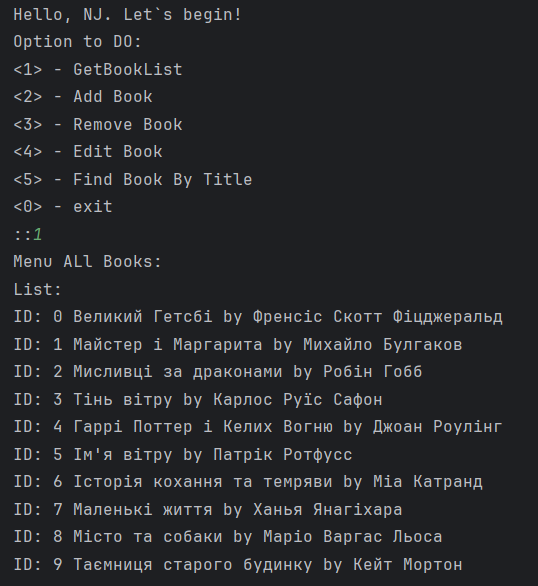 Hello, NJ. Let`s begin!
Option to DO:
<1> - GetBookList
<2> - Add Book
<3> - Remove Book
<4> - Edit Book
<5> - Find Book By Title
<0> - exit
::1
Menu ALl Books:
List:
ID: 0 Великий Гетсбі by Френсіс Скотт Фіцджеральд
ID: 1 Майстер і Маргарита by Михайло Булгаков
ID: 2 Мисливці за драконами by Робін Гобб
ID: 3 Тінь вітру by Карлос Руїс Сафон
ID: 4 Гаррі Поттер і Келих Вогню by Джоан Роулінг
ID: 5 Ім'я вітру by Патрік Ротфусс
ID: 6 Історія кохання та темряви by Міа Катранд
ID: 7 Маленькі життя by Ханья Янагіхара
ID: 8 Місто та собаки by Маріо Варгас Льоса
ID: 9 Таємниця старого будинку by Кейт Мортон